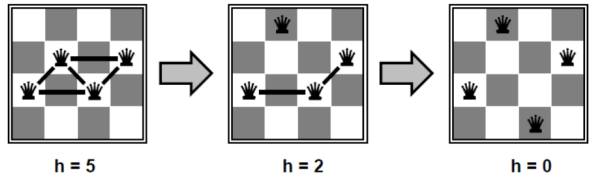 h = 5
h = 2
h = 0